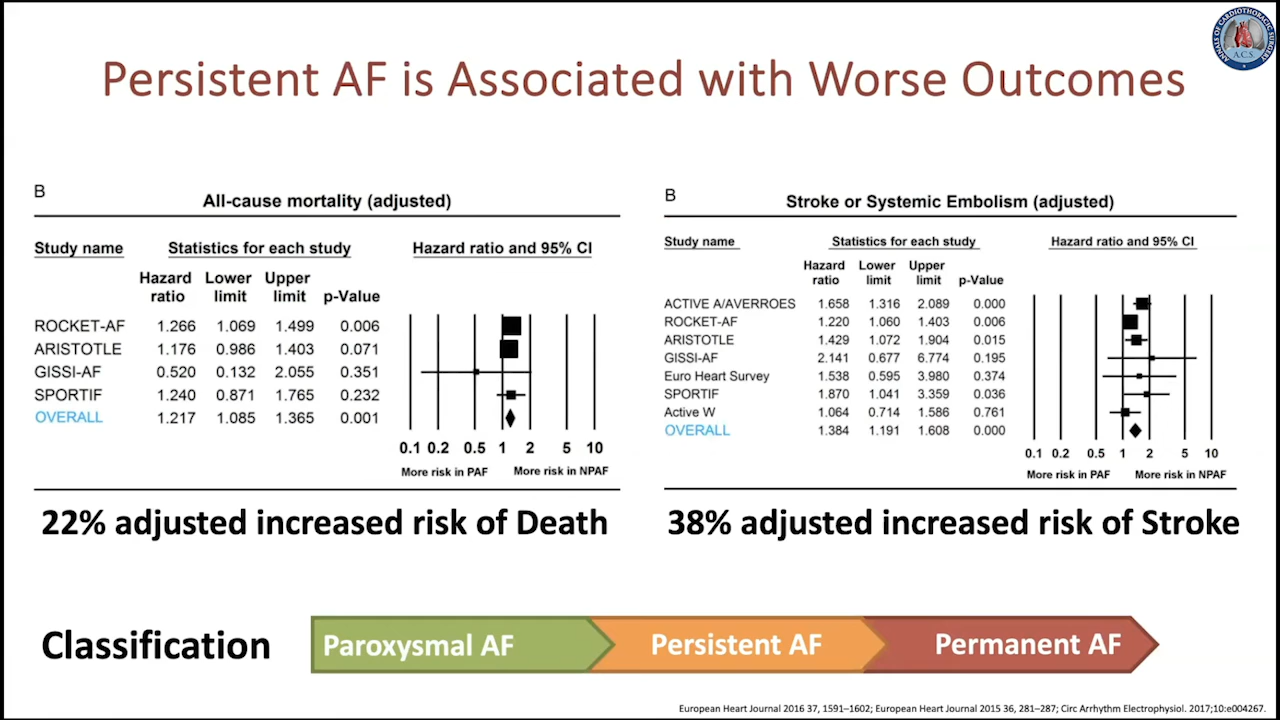 ANNALS OF CARDIOTHORACIC SURGERY
A.C.S
Persistent AF is Associated with Worse Outcomes
B
All-cause mortality (adjusted)
Study name Statistics for each study Hazard ratio and 95% CI
Hazard Lower Upper
ratio limit limit p-Value
ROCKET-AF 1.266 1.069 1.499 0.006
ARISTOTLE 1.176 0.986 1.403 0.071
GISSI-AF 0.520 0.132 2.055 0.351
SPORTIF 1.240 0.871 1.765 0.232
OVERALL 1.217 1.085 1.365 0.001
0.1 0.2 0.5 1 2 5 10
More risk in PAF More risk in NPAF
22% adjusted increased risk of Death
B
Stroke or Systemic Embolism (adjusted)
Study name Statistics for each study Hazard ratio and 95% CI
Hazard Lower Upper
ratio limit limit p-Value
ACTIVE A/AVERROES 1.658 1.316 2.089 0.000
ROCKET-AF 1.220 1.060 1.403 0.006
ARISTOTLE 1.429 1.072 1.904 0.015
GISSI-AF 2.141 0.677 6.774 0.195
Euro Heart Survey 1.538 0.595 3.980 0.374
SPORTIF 1.870 1.041 3.359 0.036
Active W 1.064 0.714 1.586 0.761
OVERALL 1.384 1.191 1.608 0.000
0.1 0.2 0.5 1 2 5 10
More risk in PAF More risk in NPAF
38% adjusted increased risk of Stroke
Classification Paroxysmal AF Persistent AF Permanent AF
European Heart Journal 2016 37, 1591–1602; European Heart Journal 2015 36, 281–287; Circ Arrhythm Electrophysiol. 2017;10:e004267.